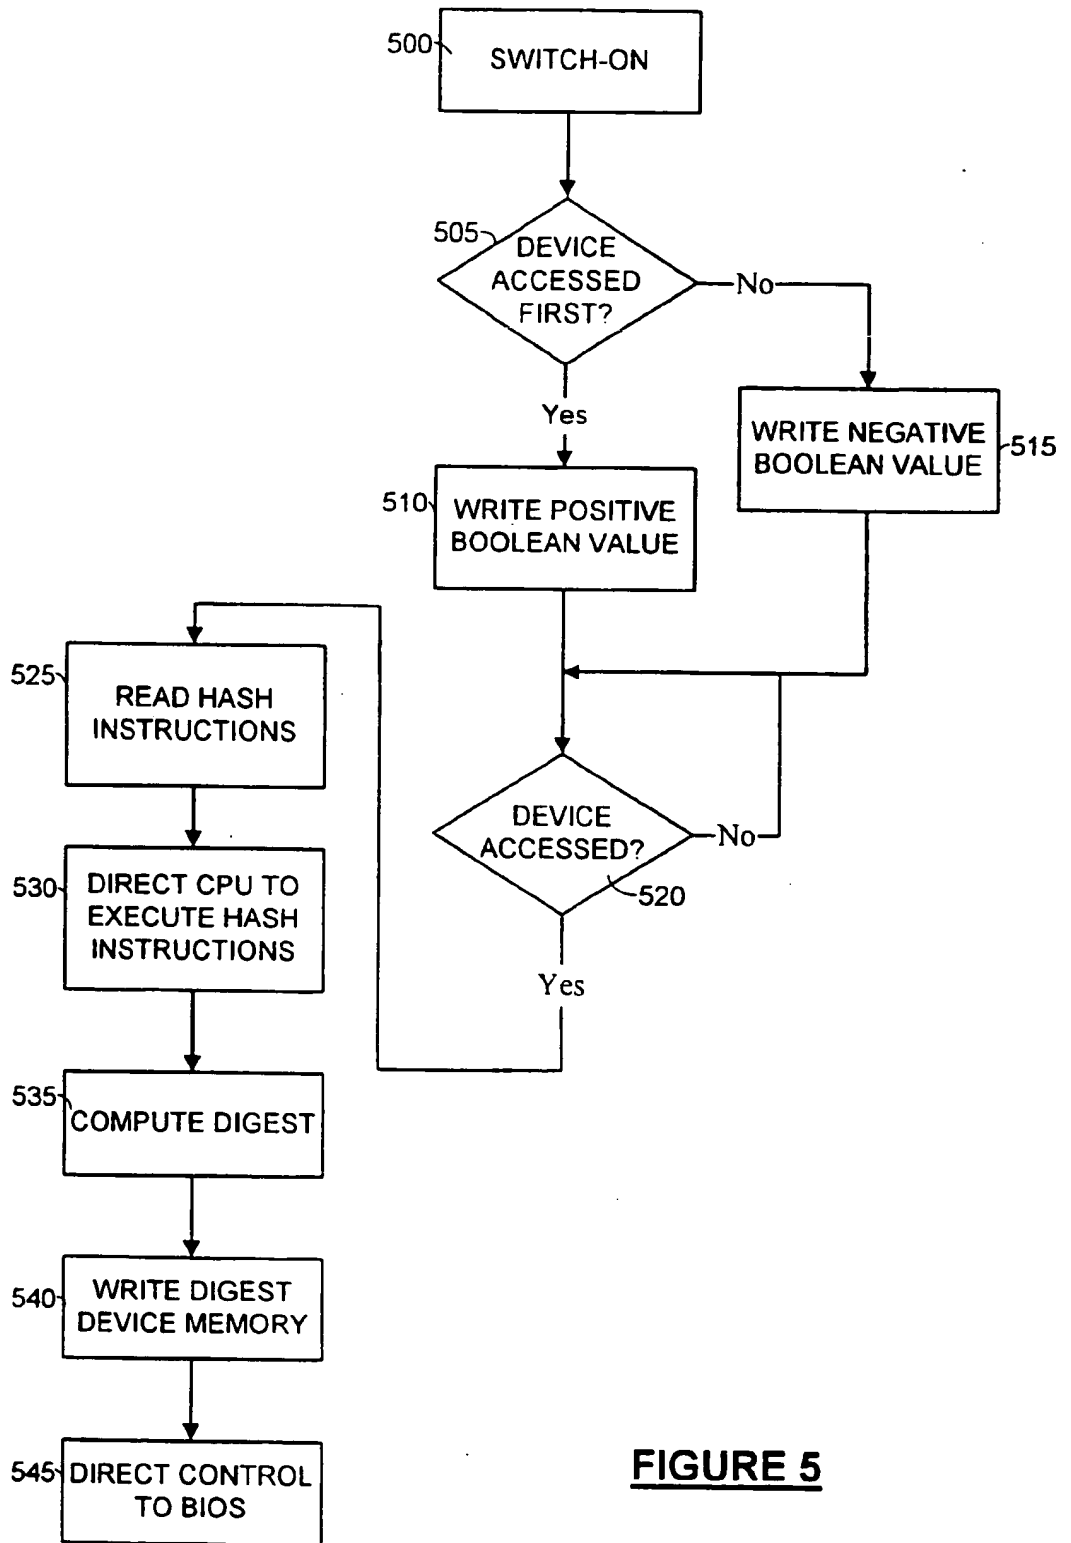 500
SWITCH-ON
505
DEVICE
ACCESSED
FIRST?
No
Yes
WRITE NEGATIVE
BOOLEAN VALUE
515
510
WRITE POSITIVE
BOOLEAN VALUE
525
READ HASH
INSTRUCTIONS
DEVICE
ACCESSED?
No
520
530
DIRECT CPU TO
EXECUTE HASH
INSTRUCTIONS
Yes
535
COMPUTE DIGEST
540
WRITE DIGEST
DEVICE MEMORY
545
DIRECT CONTROL
TO BIOS
FIGURE 5